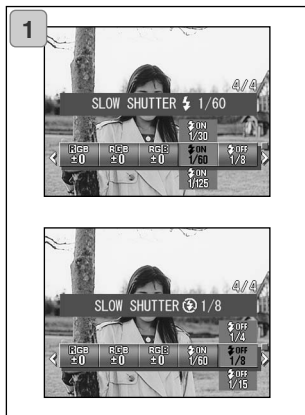 1
4/4
SLOW SHUTTER 1/60
ON
1/30
RGB RGB RGB ON OFF
±0 ±0 ±0 1/60 1/8
ON
1/125
4/4
SLOW SHUTTER 1/8
OFF
1/4
RGB RGB RGB ON OFF
±0 ±0 ±0 1/60 1/8
OFF
1/15